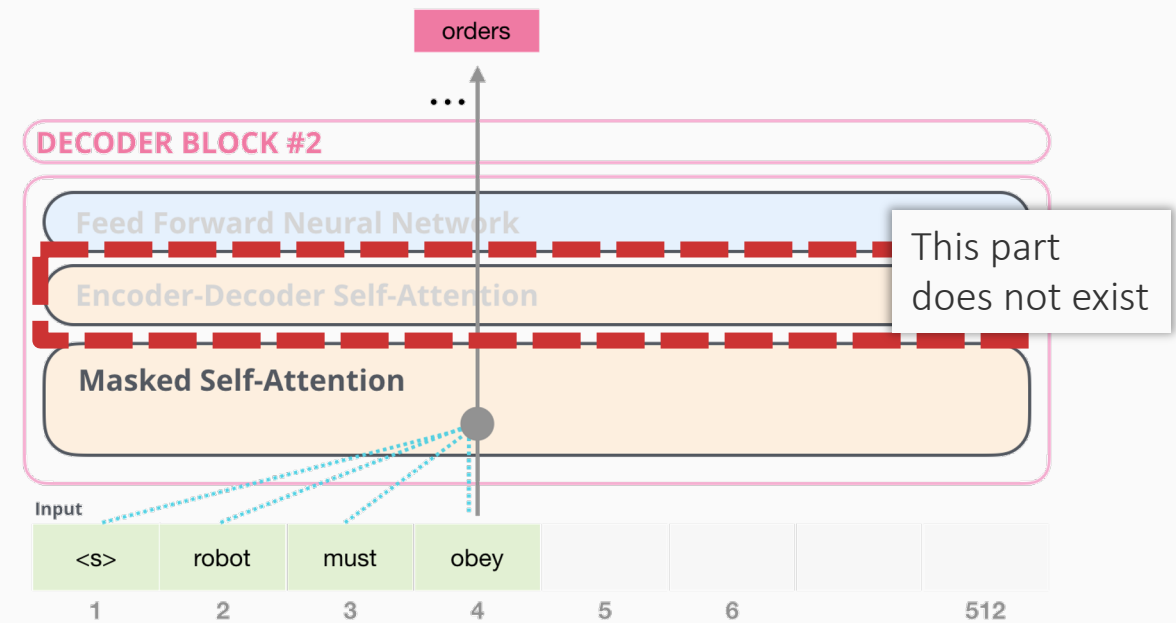 orders
...
DECODER BLOCK #2
Feed Forward Neural Network
This part
does not exist
Encoder-Decoder Self-Attention
Masked Self-Attention
Input
<s> robot must obey
1 2 3 4 5 6 512